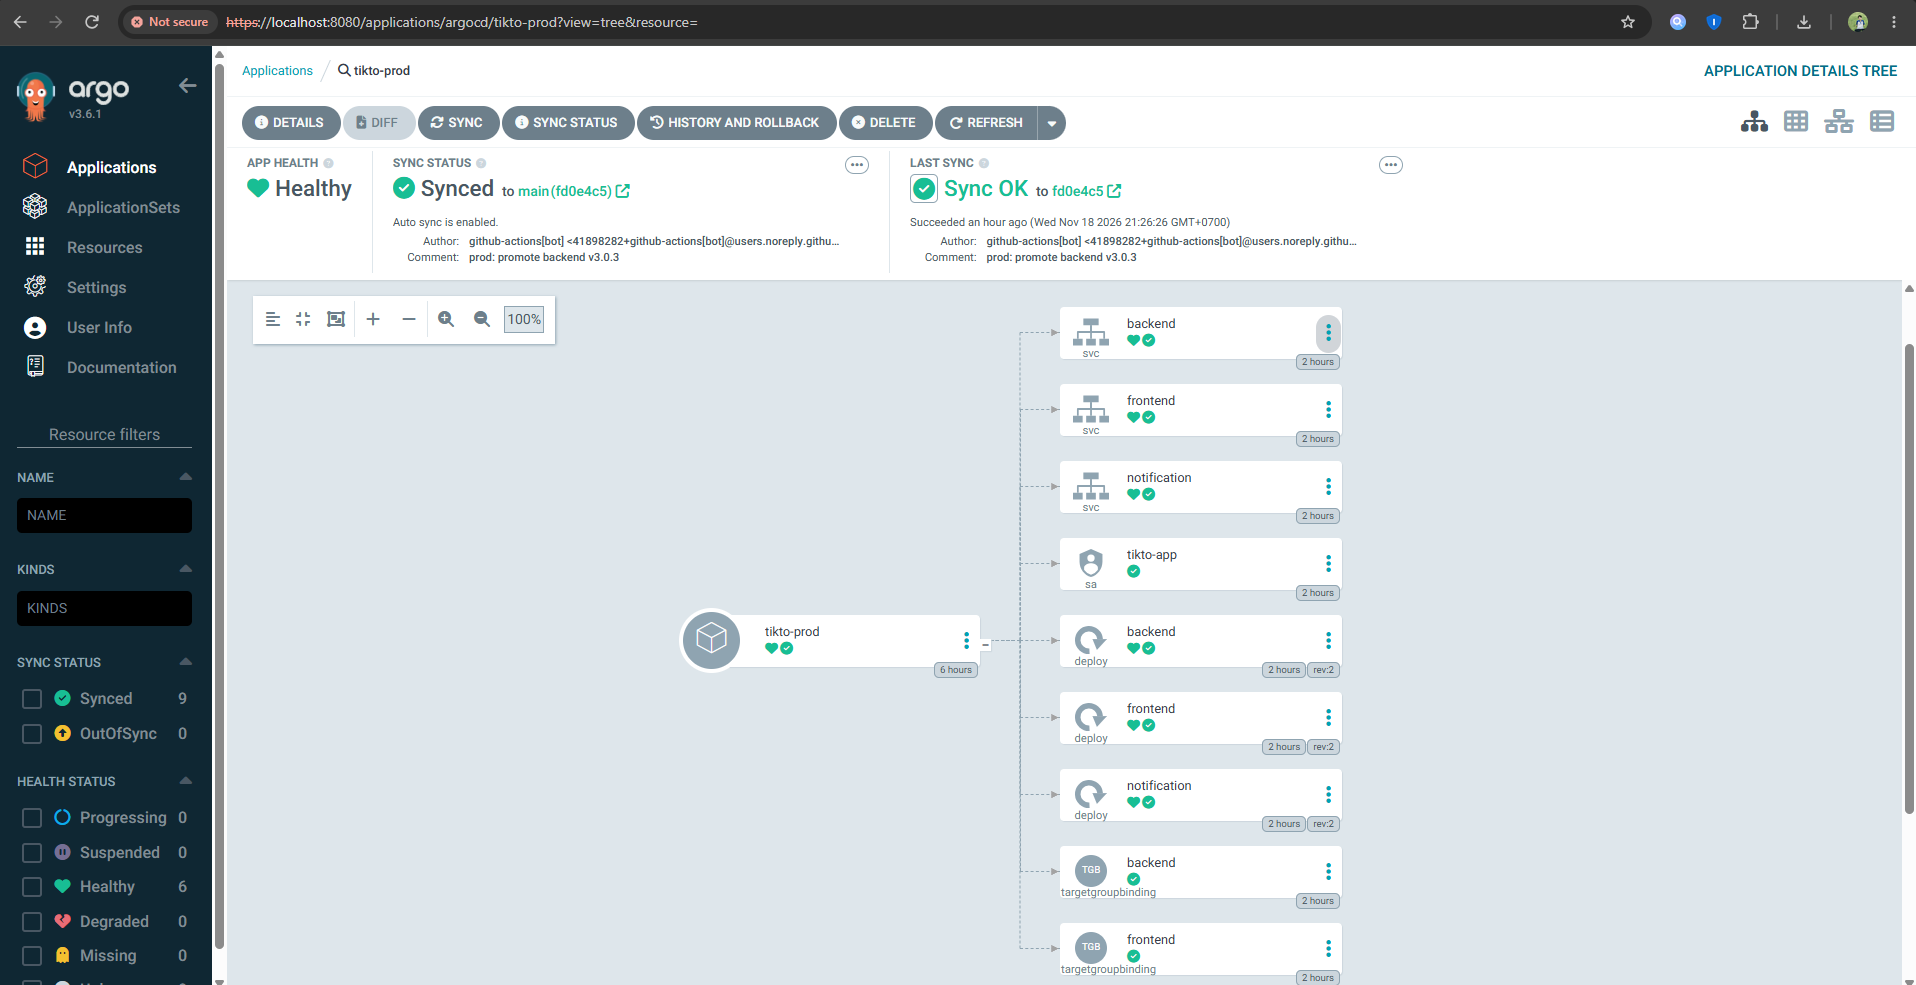 Not secure
https://localhost:8080/applications/argocd/tikto-prod?view=tree&resource=
argo
v3.6.1
Applications
ApplicationSets
Resources
Settings
User Info
Documentation
Resource filters
NAME
NAME
KINDS
KINDS
SYNC STATUS
Synced 9
OutOfSync 0
HEALTH STATUS
Progressing 0
Suspended 0
Healthy 6
Degraded 0
Missing 0
Applications / tikto-prod
APPLICATION DETAILS TREE
DETAILS
DIFF
SYNC
SYNC STATUS
HISTORY AND ROLLBACK
DELETE
REFRESH
APP HEALTH
Healthy
SYNC STATUS
Synced to main (fd0e4c5)
Auto sync is enabled.
Author: github-actions[bot] <41898282+github-actions[bot]@users.noreply.githu...
Comment: prod: promote backend v3.0.3
LAST SYNC
Sync OK to fd0e4c5
Succeeded an hour ago (Wed Nov 18 2026 21:26:26 GMT+0700)
Author: github-actions[bot] <41898282+github-actions[bot]@users.noreply.githu...
Comment: prod: promote backend v3.0.3
100%
tikto-prod
6 hours
backend
svc
2 hours
frontend
svc
2 hours
notification
svc
2 hours
tikto-app
sa
2 hours
backend
deploy
2 hours rev:2
frontend
deploy
2 hours rev:2
notification
deploy
2 hours rev:2
TGB
backend
targetgroupbinding
2 hours
TGB
frontend
targetgroupbinding
2 hours